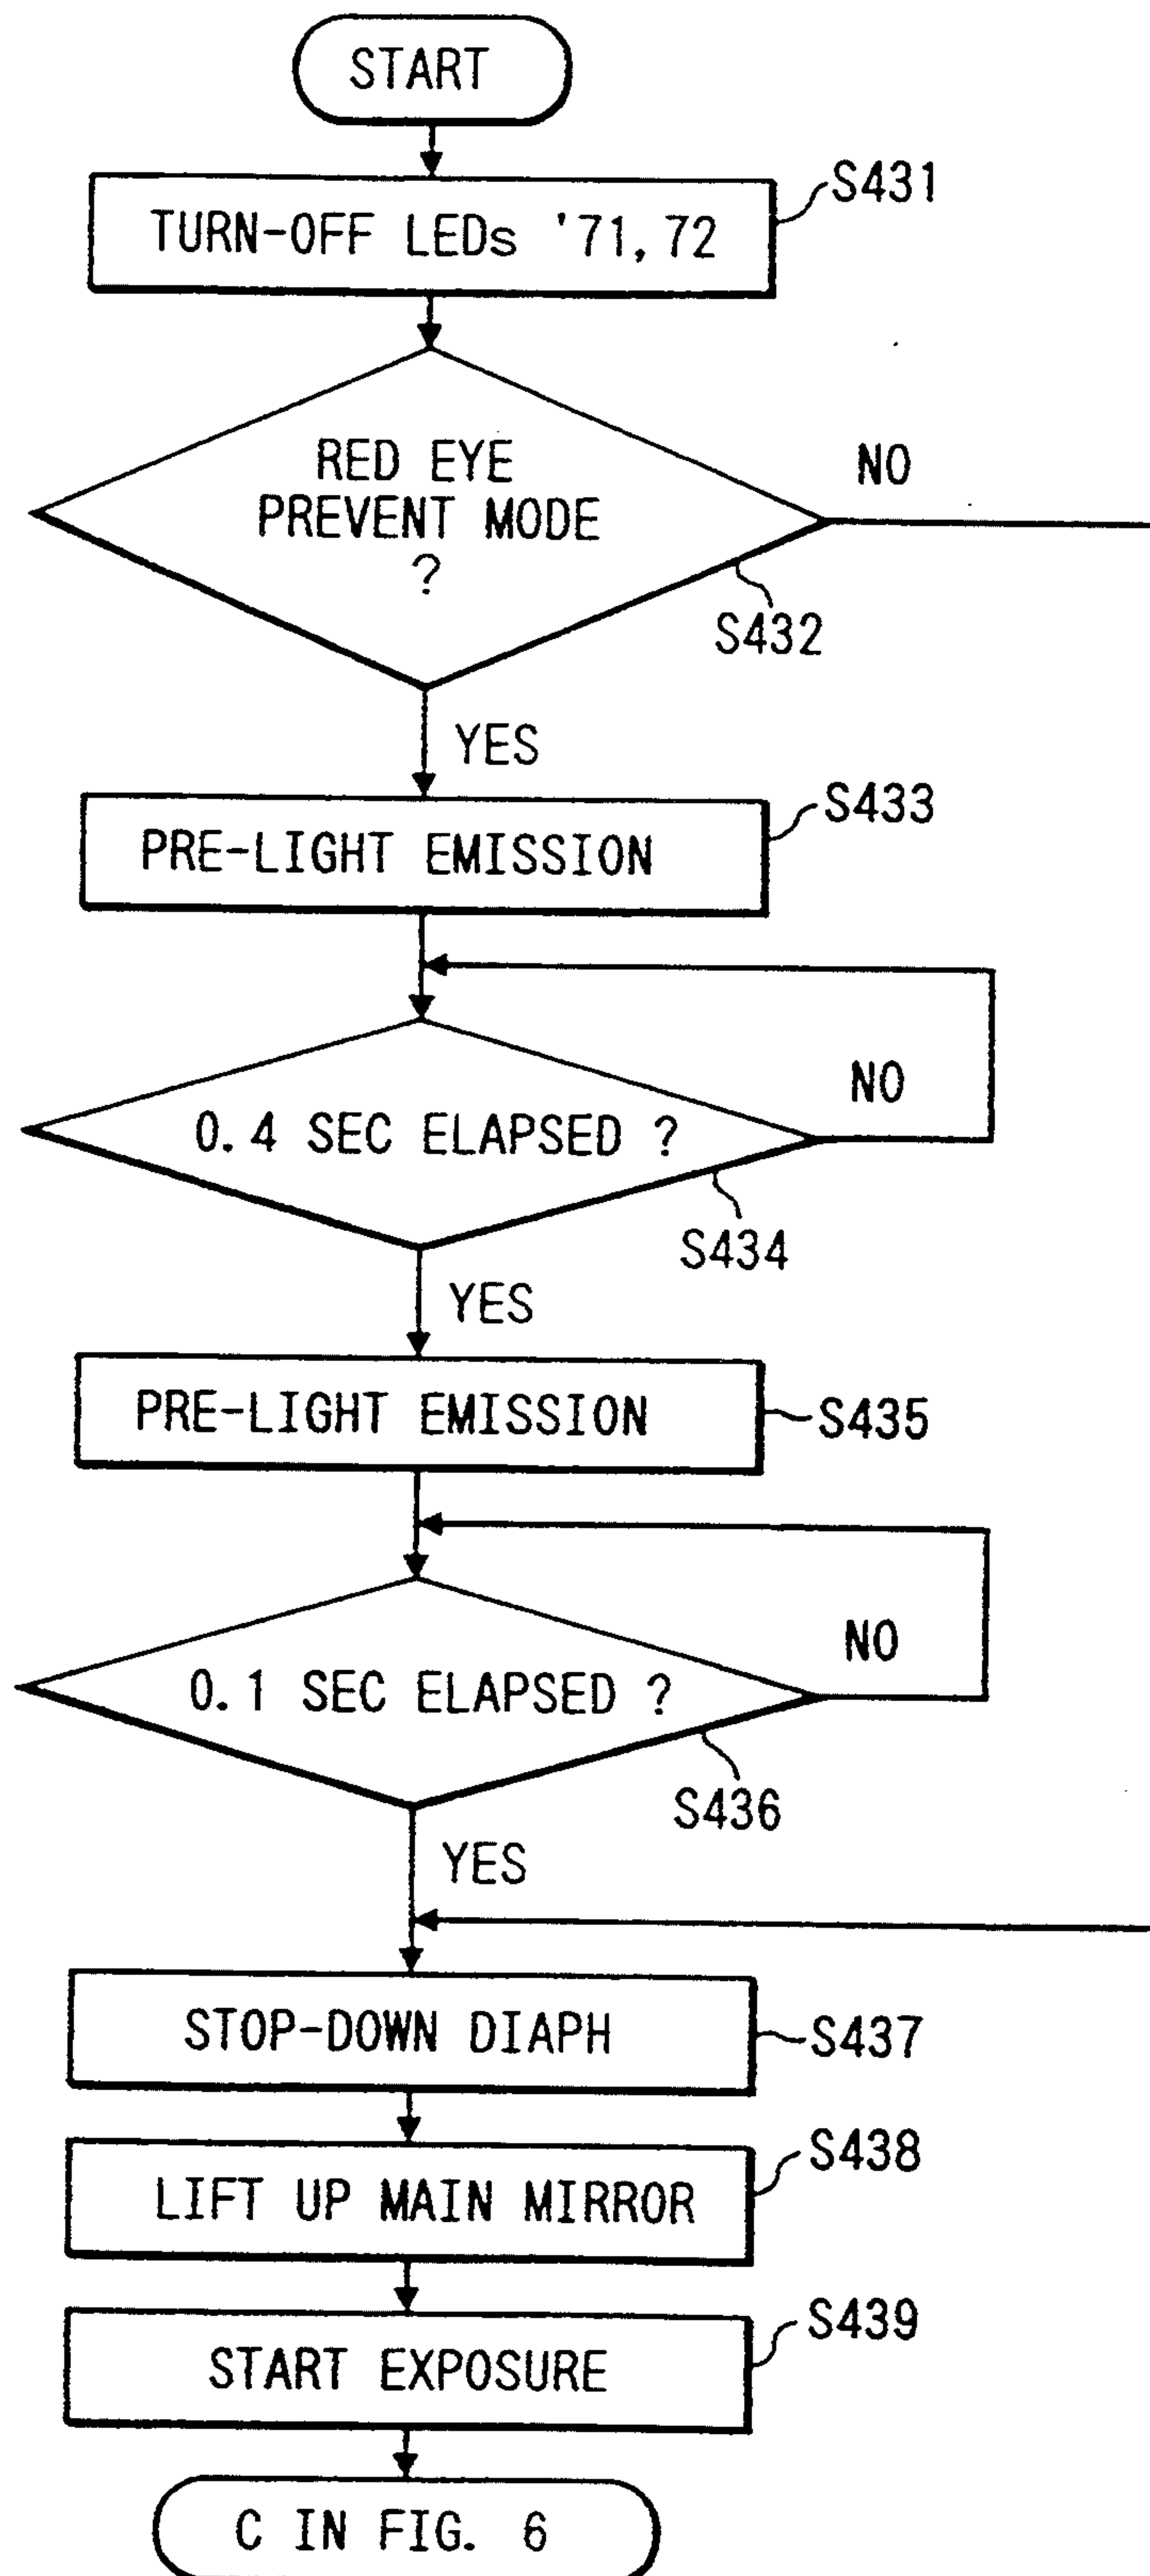 START
TURN-OFF LEDs '71, 72
S431
RED EYE
PREVENT MODE
?
NO
S432
YES
PRE-LIGHT EMISSION
S433
0.4 SEC ELAPSED ?
NO
S434
YES
PRE-LIGHT EMISSION
S435
0.1 SEC ELAPSED ?
NO
S436
YES
STOP-DOWN DIAPH
S437
LIFT UP MAIN MIRROR
S438
START EXPOSURE
S439
C IN FIG. 6